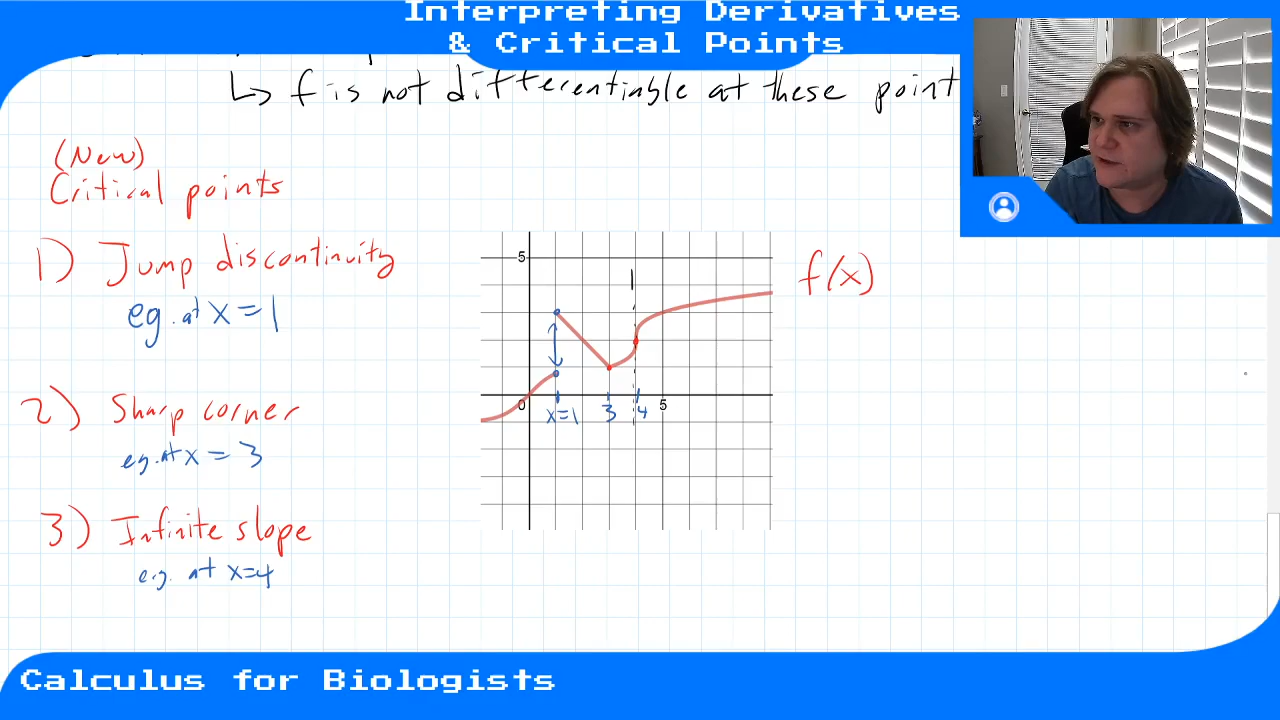 Interpreting Derivatives
& Critical Points
↳ f is not differentiable at these point
(New)
Critical points
1) Jump discontinuity
eg. at x = 1
2) Sharp corner
eg. at x = 3
3) Infinite slope
e.g. at x=4
f(x)
5
0
x=1
3
4
5
Calculus for Biologists